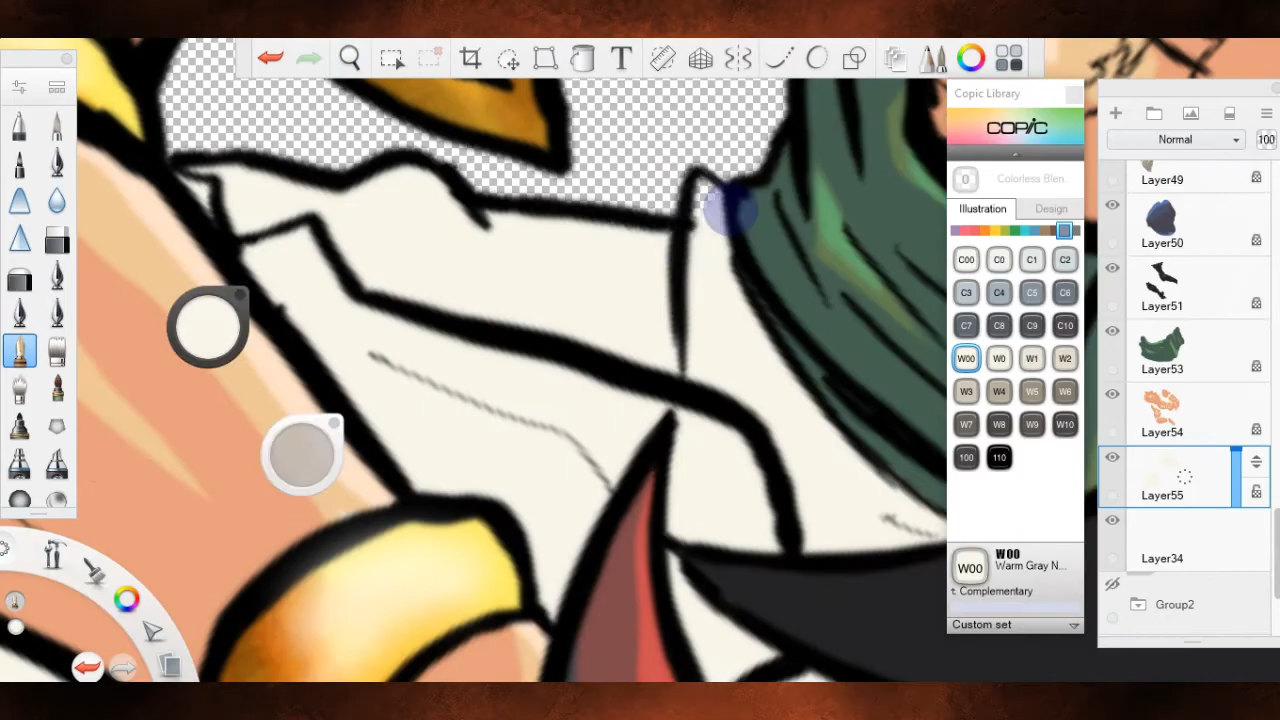 T
Copic Library
COPIC
0 Colorless Blen...
Illustration Design
C00 C0 C1 C2
C3 C4 C5 C6
C7 C8 C9 C10
W00 W0 W1 W2
W3 W4 W5 W6
W7 W8 W9 W10
100 110
W00 W00
Warm Gray N...
t. Complementary
Custom set
Normal 100
Layer49
Layer50
Layer51
Layer53
Layer54
Layer55
Layer34
Group2